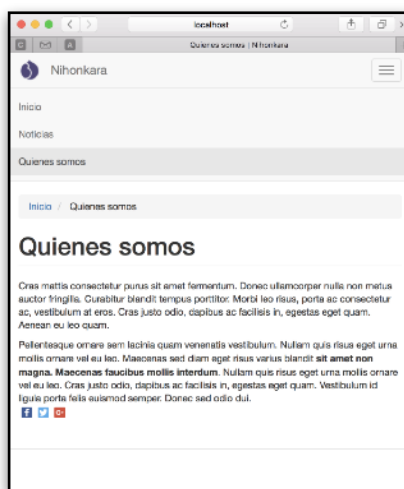 localhost
Quienes somos | Nihonkara
Nihonkara
Inicio
Noticias
Quienes somos
Inicio / Quienes somos
Quienes somos
Cras mattis consectetur purus sit amet fermentum. Donec ullamcorper nulla non metus
auctor fringilla. Curabitur blandit tempus porttitor. Morbi leo risus, porta ac consectetur
ac, vestibulum at eros. Cras justo odio, dapibus ac facilisis in, egestas eget quam.
Aenean eu leo quam.
Pellentesque ornare sem lacinia quam venenatis vestibulum. Nullam quis risus eget urna
mollis ornare vel eu leo. Maecenas sed diam eget risus varius blandit sit amet non
magna. Maecenas faucibus mollis interdum. Nullam quis risus eget urna mollis ornare
vel eu leo. Cras justo odio, dapibus ac facilisis in, egestas eget quam. Vestibulum id
ligula porta felis euismod semper. Donec sed odio dui.